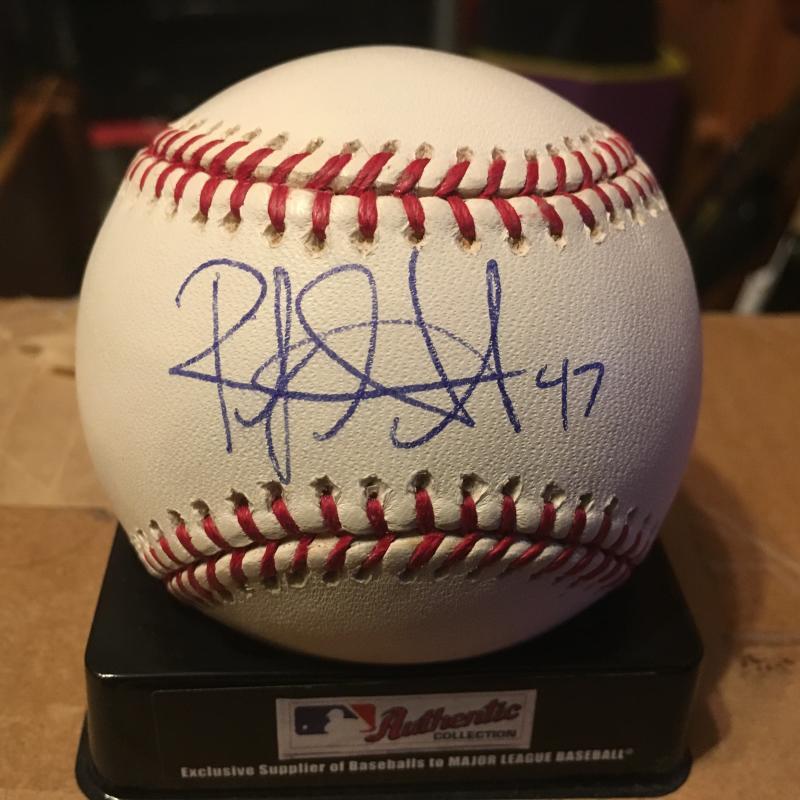 47
Authentic
COLLECTION
Exclusive Supplier of Baseballs to MAJOR LEAGUE BASEBALL®